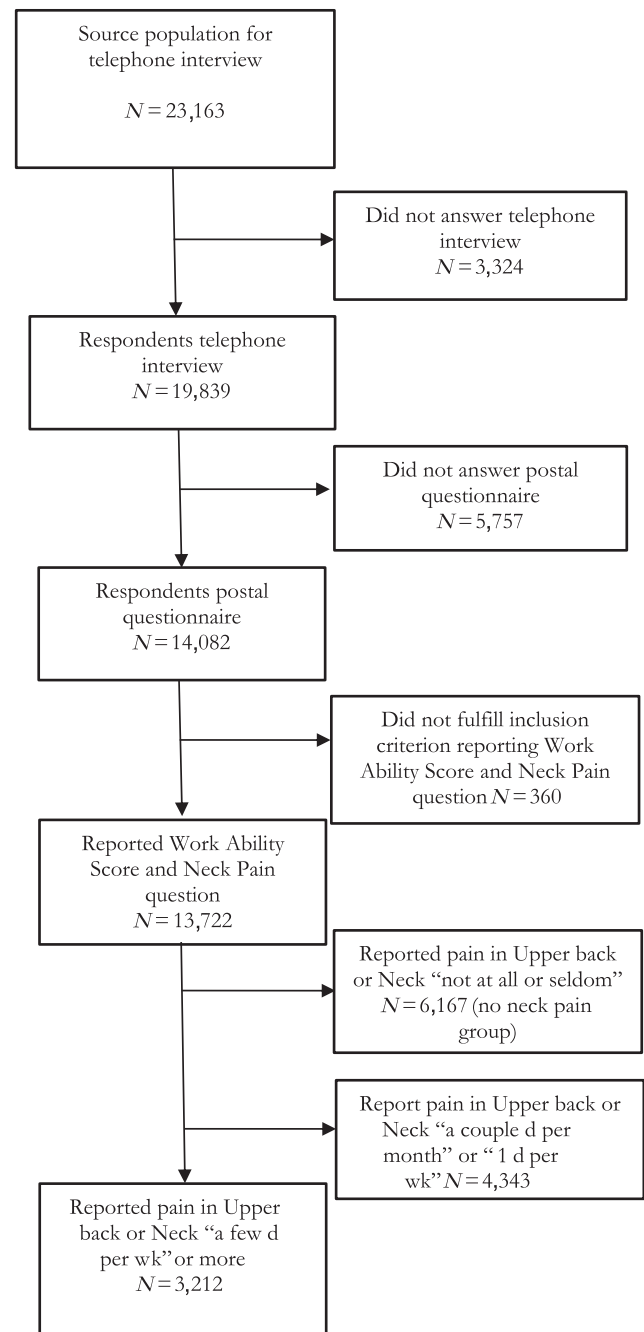 Source population for
telephone interview
N = 23,163
Did not answer telephone
interview
N = 3,324
Respondents telephone
interview
N = 19,839
Did not answer postal
questionnaire
N = 5,757
Respondents postal
questionnaire
N = 14,082
Did not fulfill inclusion
criterion reporting Work
Ability Score and Neck Pain
question N = 360
Reported Work Ability
Score and Neck Pain
question
N = 13,722
Reported pain in Upper back
or Neck “not at all or seldom”
N = 6,167 (no neck pain
group)
Report pain in Upper back or
Neck “a couple d per
month” or “ 1 d per
wk” N = 4,343
Reported pain in Upper
back or Neck “a few d
per wk” or more
N = 3,212